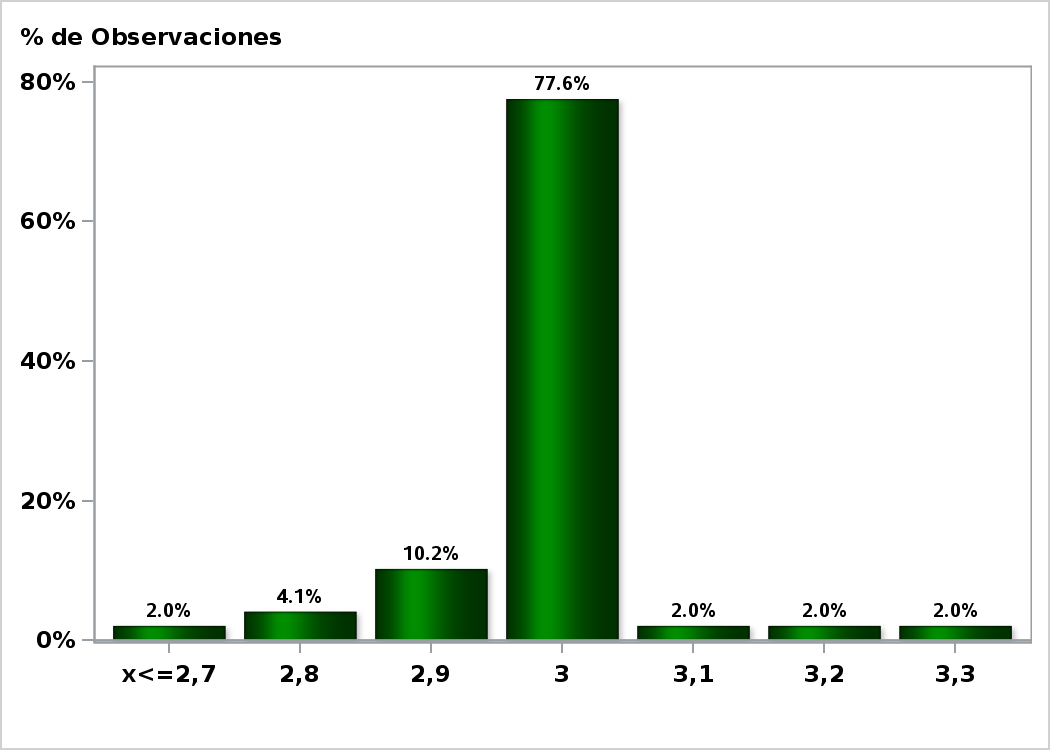 % de Observaciones
80%
77.6%
60%
40%
20%
10.2%
4.1%
2.0% 2.0% 2.0% 2.0%
0%
x<=2,7 2,8 2,9 3 3,1 3,2 3,3